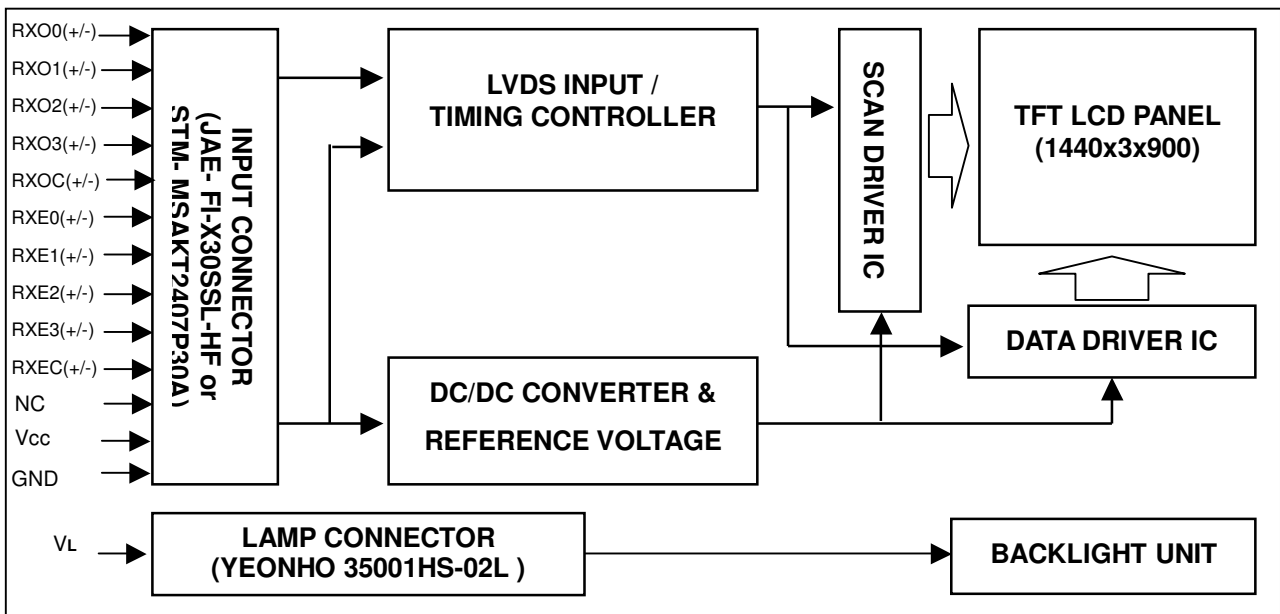 RXO0(+/-)
RXO1(+/-)
RXO2(+/-)
RXO3(+/-)
RXOC(+/-)
RXE0(+/-)
RXE1(+/-)
RXE2(+/-)
RXE3(+/-)
RXEC(+/-)
NC
Vcc
GND
VL
INPUT CONNECTOR
(JAE- FI-X30SSL-HF or
STM- MSAKT2407P30A)
LVDS INPUT /
TIMING CONTROLLER
SCAN DRIVER IC
TFT LCD PANEL
(1440x3x900)
DATA DRIVER IC
DC/DC CONVERTER &
REFERENCE VOLTAGE
LAMP CONNECTOR
(YEONHO 35001HS-02L )
BACKLIGHT UNIT